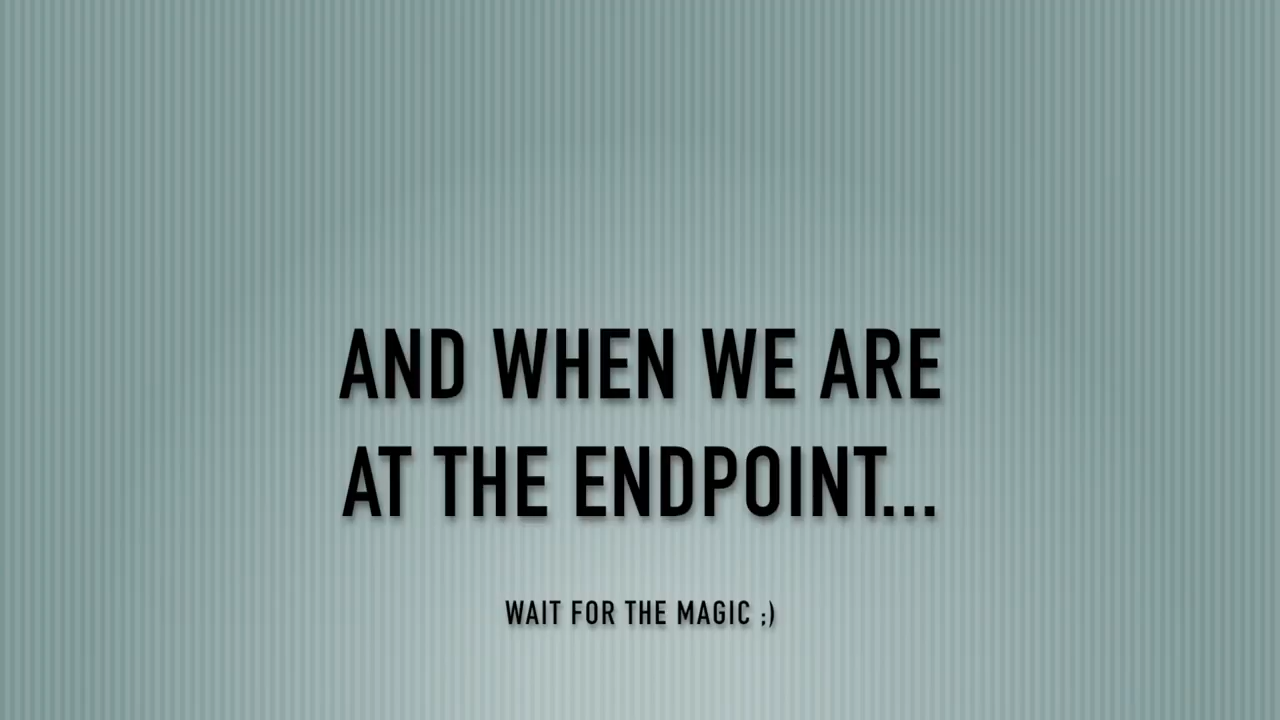 AND WHEN WE ARE
AT THE ENDPOINT...
WAIT FOR THE MAGIC ;)